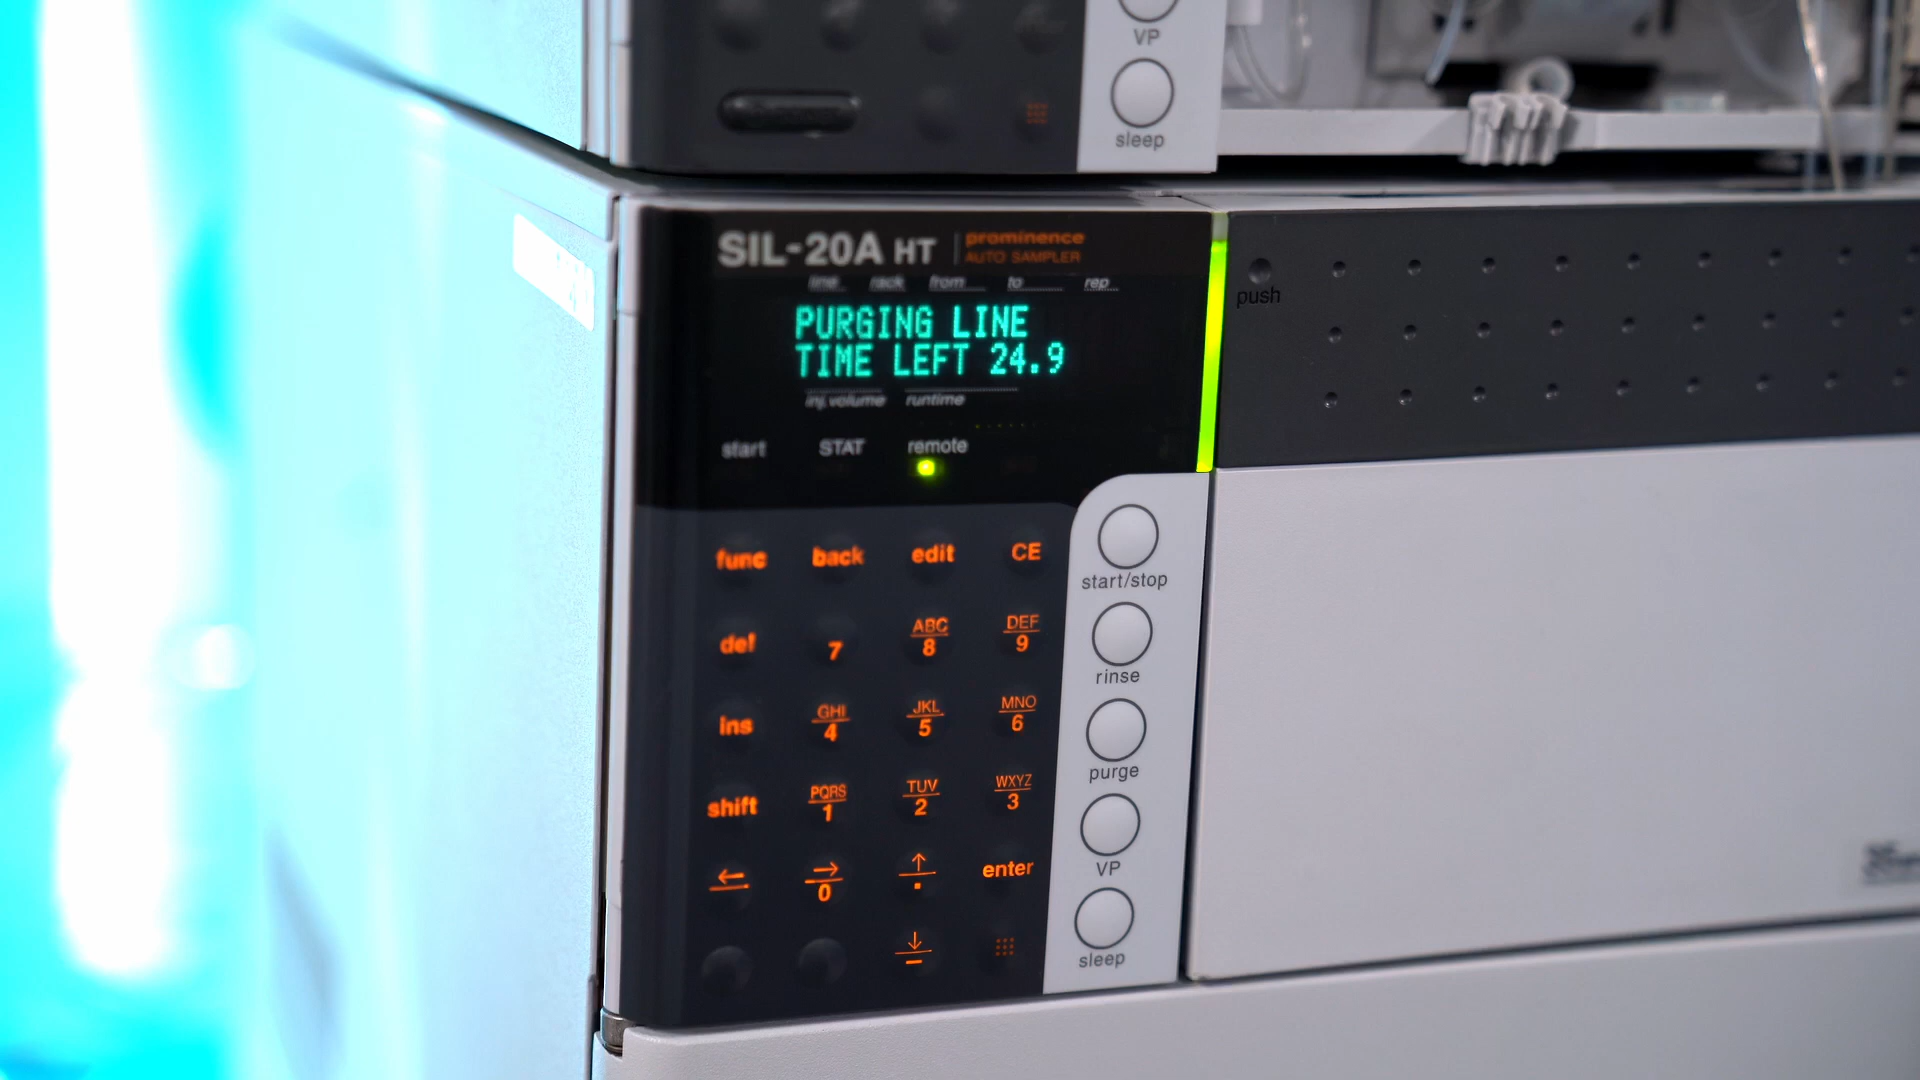 VP
sleep
SIL-20A HT
prominence
AUTO SAMPLER
line rack from to rep
PURGING LINE
TIME LEFT 24.9
inj.volume runtime
start STAT remote
push
func back edit CE
del 7 ABC 8 DEF 9
ins GHI 4 JKL 5 MNO 6
shift PQRS 1 TUV 2 WXYZ 3
← → 0 ↑ . enter
↓ –
start/stop
rinse
purge
VP
sleep